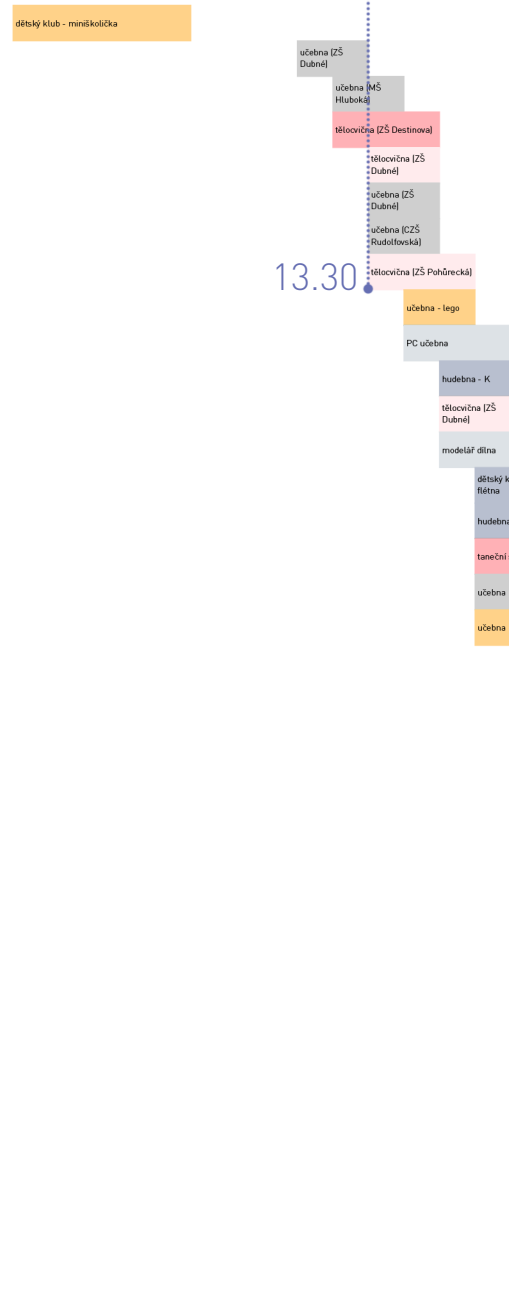 dětský klub - miniškolička
učebna (ZŠ
Dubné)
učebna (MŠ
Hluboká)
tělocvična (ZŠ Destinova)
tělocvična (ZŠ
Dubné)
učebna (ZŠ
Dubné)
učebna (CZŠ
Rudolfovská)
13.30
tělocvična (ZŠ Pohůrecká)
učebna - lego
PC učebna
hudebna - K
tělocvična (ZŠ
Dubné)
modelář dílna
dětský k
flétna
hudebna
taneční
učebna
učebna